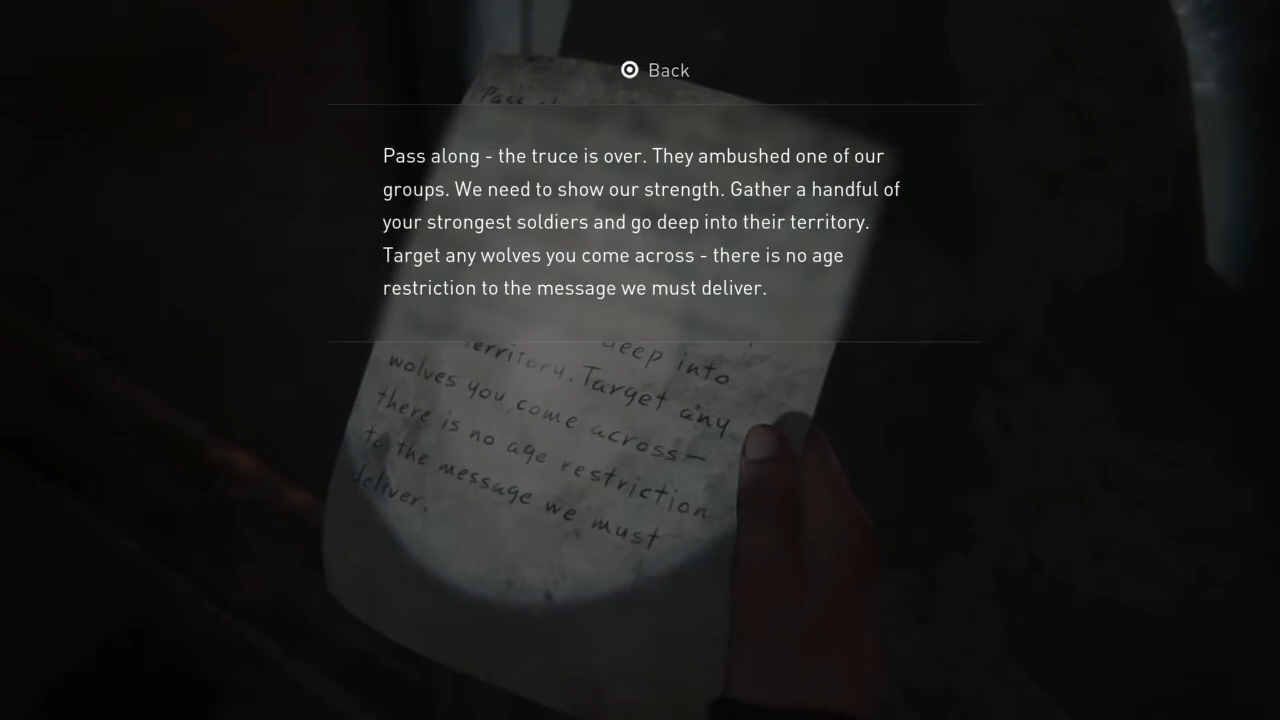 Back
Pass
Pass along - the truce is over. They ambushed one of our
groups. We need to show our strength. Gather a handful of
your strongest soldiers and go deep into their territory.
Target any wolves you come across - there is no age
restriction to the message we must deliver.
deep into
territory. Target any
wolves you come across—
there is no age restriction
to the message we must
deliver.